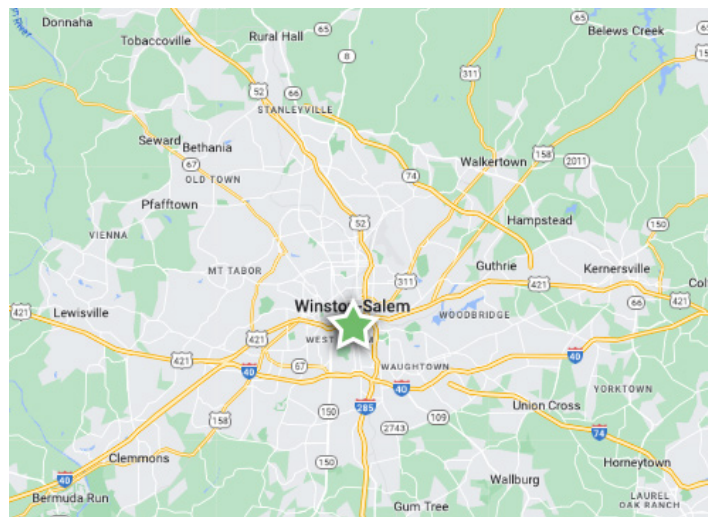 Donnaha
Tobaccoville
Rural Hall
65
8
Belews Creek
65
311
52
66
STANLEYVILLE
Seward
Bethania
67
OLD TOWN
Walkertown
158
2011
74
Pfafftown
52
Hampstead
150
VIENNA
MT TABOR
Guthrie
Kernersville
311
421
66
421
Lewisville
Winston-Salem
WOODBRIDGE
421
421
421
40
67
WAUGHTOWN
40
40
YORKTOWN
285
150
109
Union Cross
158
2743
74
Clemmons
150
Horneytown
40
Wallburg
Bermuda Run
Gum Tree
LAUREL
OAK RANCH